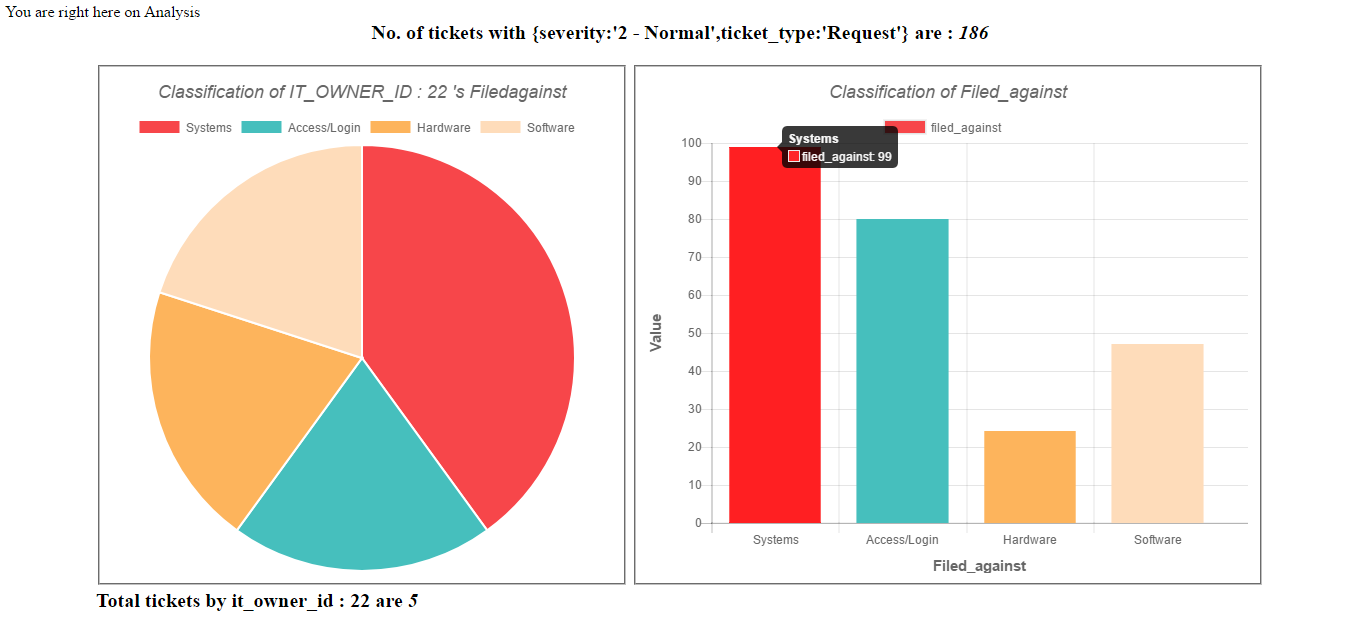 You are right here on Analysis
No. of tickets with {severity:'2 - Normal',ticket_type:'Request'} are : 186
Classification of IT_OWNER_ID : 22 's Filedagainst
Systems Access/Login Hardware Software
Classification of Filed_against
filed_against
Systems
filed_against: 99
100
90
80
70
60
50
40
30
20
10
0
Value
Systems Access/Login Hardware Software
Filed_against
Total tickets by it_owner_id : 22 are 5